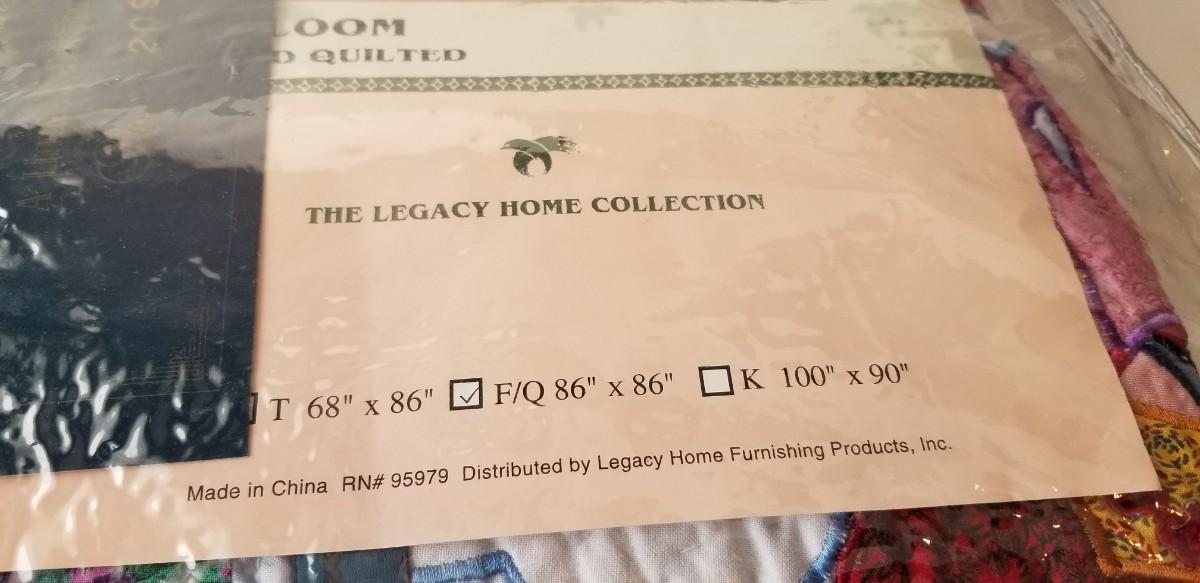 LOOM
D QUILTED
THE LEGACY HOME COLLECTION
T 68" x 86" F/Q 86" x 86" K 100" x 90"
Made in China RN# 95979 Distributed by Legacy Home Furnishing Products, Inc.